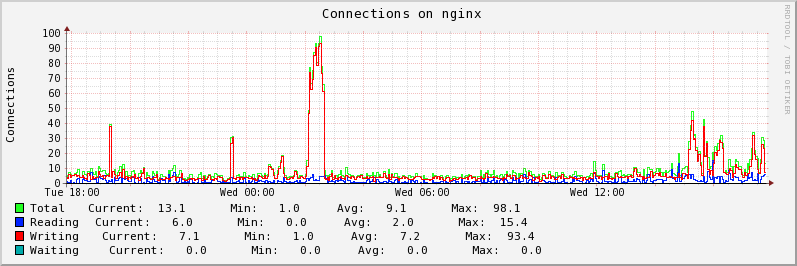 Connections on nginx
RRDTOOL / TOBI OETIKER
Connections
100
90
80
70
60
50
40
30
20
10
0
Tue 18:00 Wed 00:00 Wed 06:00 Wed 12:00
Total Current: 13.1 Min: 1.0 Avg: 9.1 Max: 98.1
Reading Current: 6.0 Min: 0.0 Avg: 2.0 Max: 15.4
Writing Current: 7.1 Min: 1.0 Avg: 7.2 Max: 93.4
Waiting Current: 0.0 Min: 0.0 Avg: 0.0 Max: 0.0